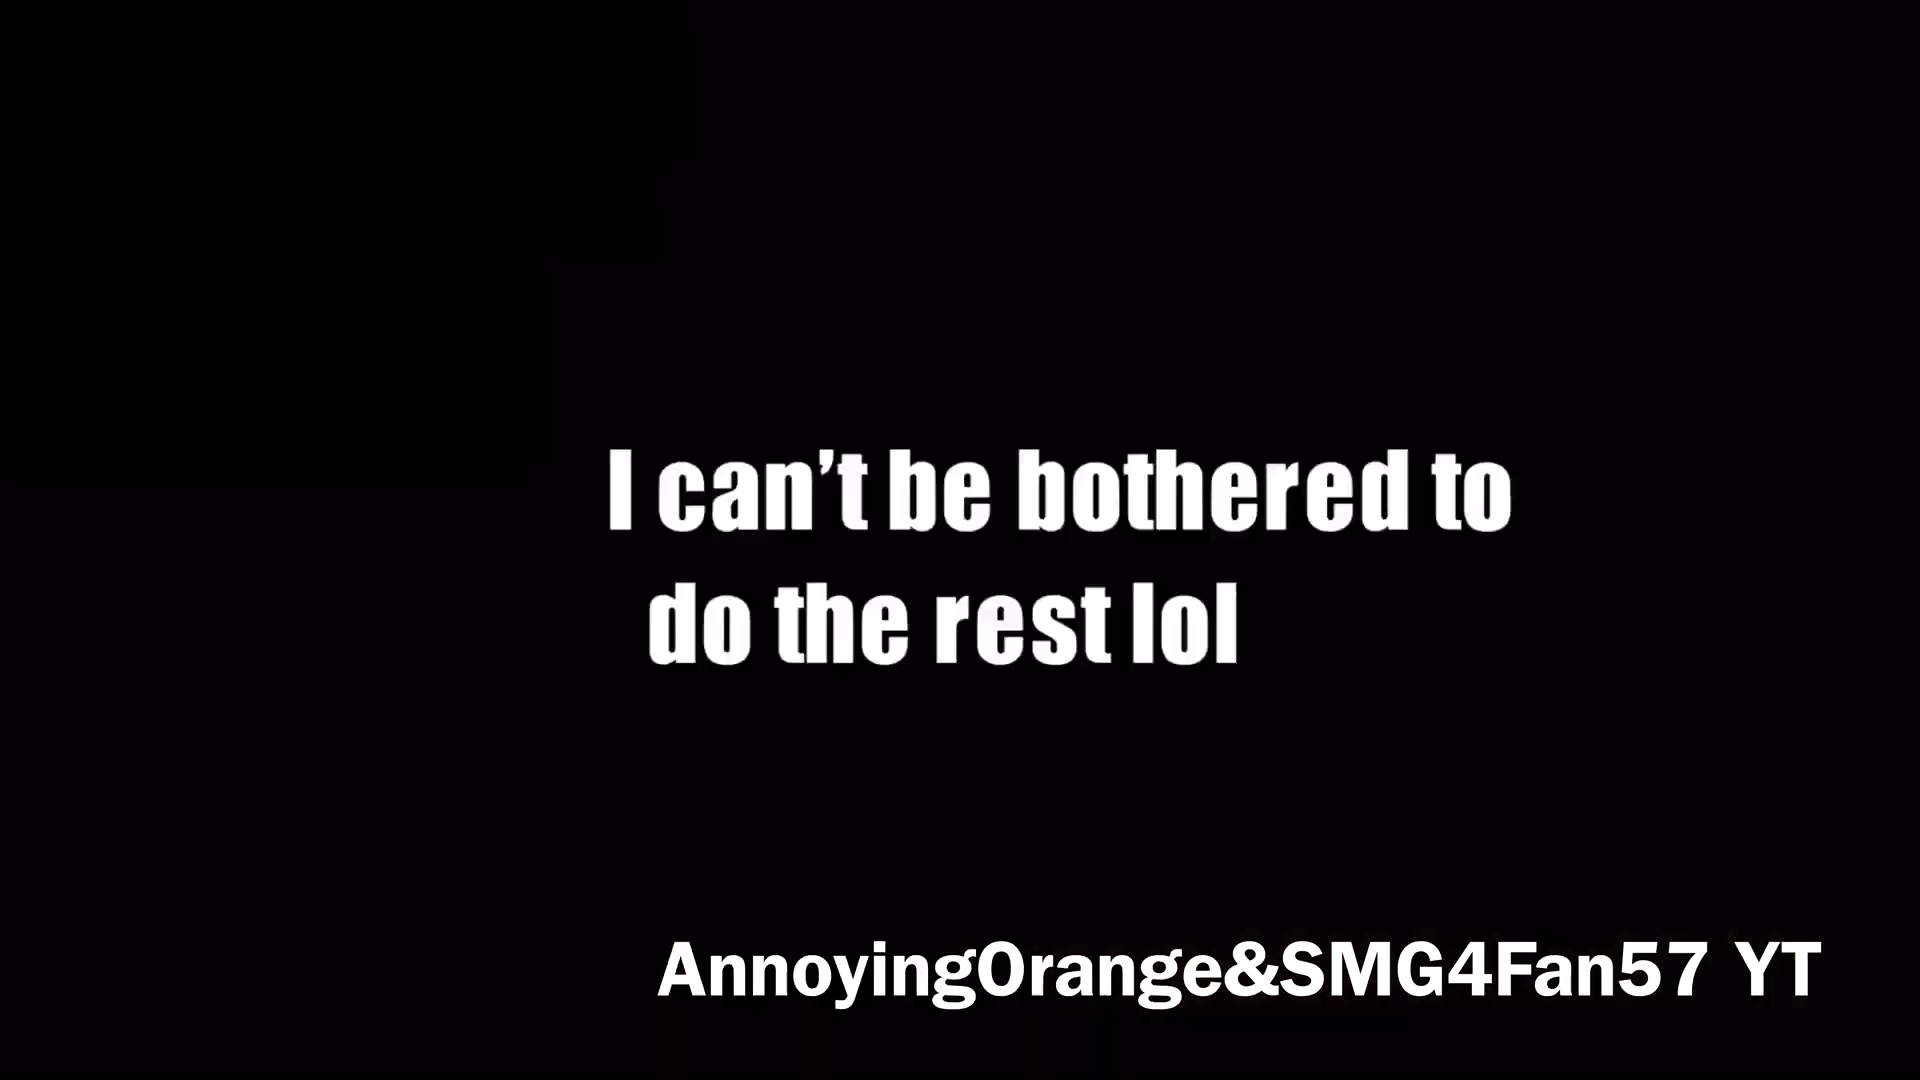 I can’t be bothered to
do the rest lol
AnnoyingOrange&SMG4Fan57 YT